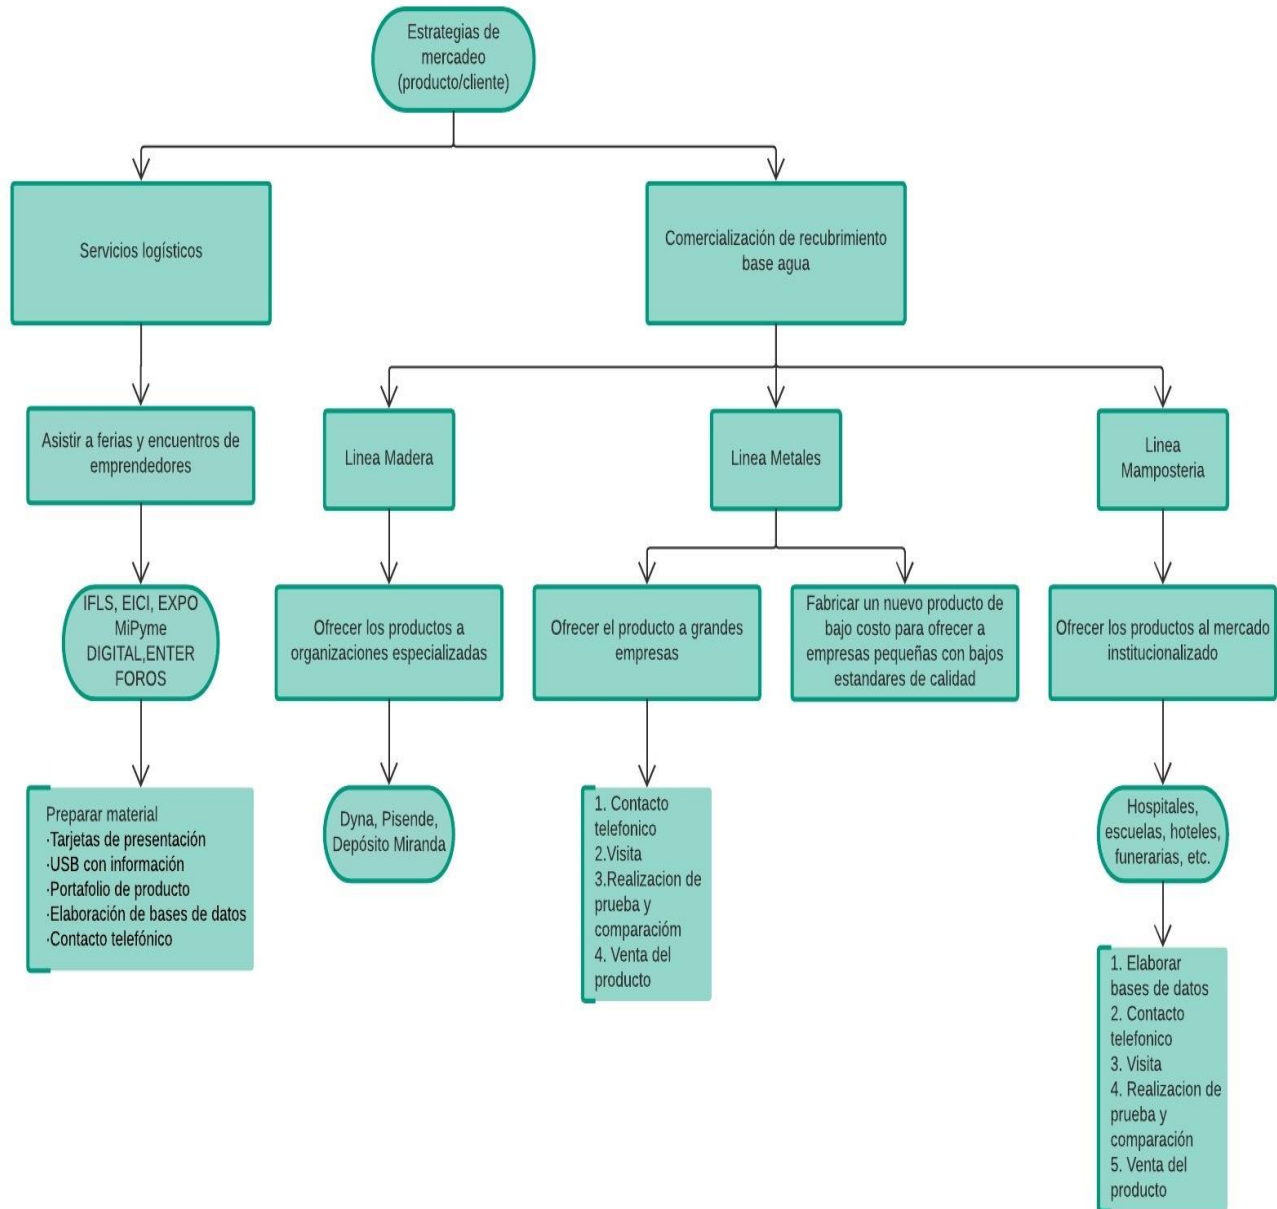 Estrategias de
mercadeo
(producto/cliente)
Servicios logísticos
Comercialización de recubrimiento
base agua
Asistir a ferias y encuentros de
emprendedores
Linea Madera
Linea Metales
Linea
Mamposteria
IFLS, EICI, EXPO
MiPyme
DIGITAL,ENTER
FOROS
Ofrecer los productos a
organizaciones especializadas
Ofrecer el producto a grandes
empresas
Fabricar un nuevo producto de
bajo costo para ofrecer a
empresas pequeñas con bajos
estandares de calidad
Ofrecer los productos al mercado
institucionalizado
Preparar material
·Tarjetas de presentación
·USB con información
·Portafolio de producto
·Elaboración de bases de datos
·Contacto telefónico
Dyna, Pisende,
Depósito Miranda
1. Contacto
telefonico
2.Visita
3.Realizacion de
prueba y
comparacióm
4. Venta del
producto
Hospitales,
escuelas, hoteles,
funerarias, etc.
1. Elaborar
bases de datos
2. Contacto
telefonico
3. Visita
4. Realizacion de
prueba y
comparación
5. Venta del
producto